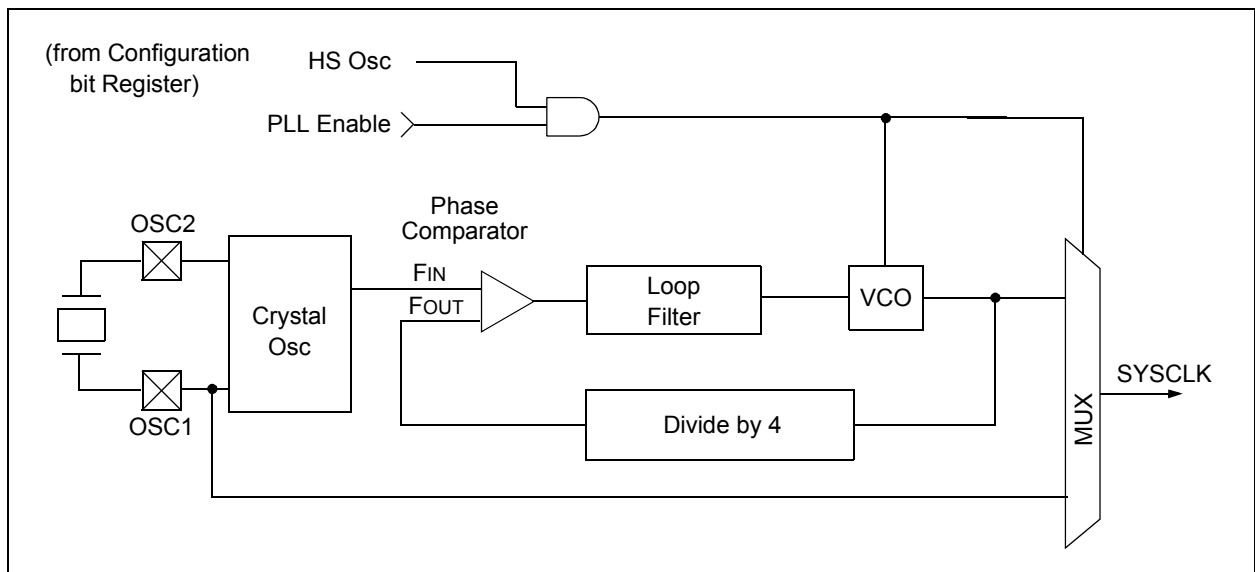 (from Configuration
bit Register)
HS Osc
PLL Enable
Phase
Comparator
OSC2
Crystal
Osc
FIN
FOUT
Loop
Filter
VCO
OSC1
Divide by 4
MUX
SYSCLK